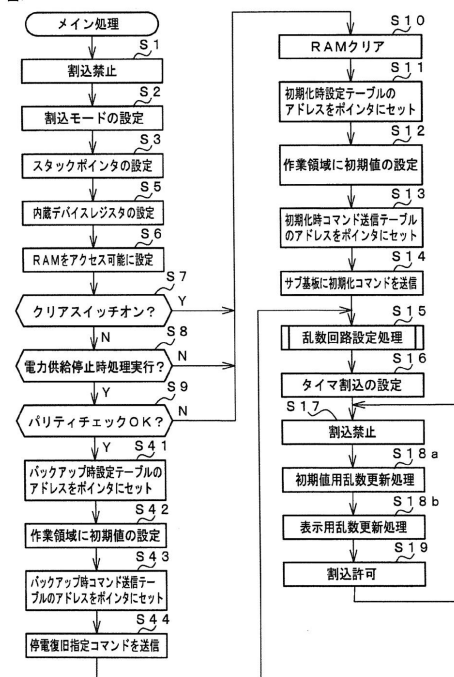 メイン処理
S1
割込禁止
S2
割込モードの設定
S3
スタックポインタの設定
S5
内蔵デバイスレジスタの設定
S6
RAMをアクセス可能に設定
S7
クリアスイッチオン?
Y
N
S8
電力供給停止時処理実行?
N
Y
S9
パリティチェックOK?
N
Y
S41
バックアップ時設定テーブルの
アドレスをポインタにセット
S42
作業領域に初期値の設定
S43
バックアップ時コマンド送信テー
ブルのアドレスをポインタにセット
S44
停電復旧指定コマンドを送信
S10
RAMクリア
S11
初期化時設定テーブルの
アドレスをポインタにセット
S12
作業領域に初期値の設定
S13
初期化時コマンド送信テーブル
のアドレスをポインタにセット
S14
サブ基板に初期化コマンドを送信
S15
乱数回路設定処理
S16
タイマ割込の設定
S17
割込禁止
S18a
初期値用乱数更新処理
S18b
表示用乱数更新処理
S19
割込許可